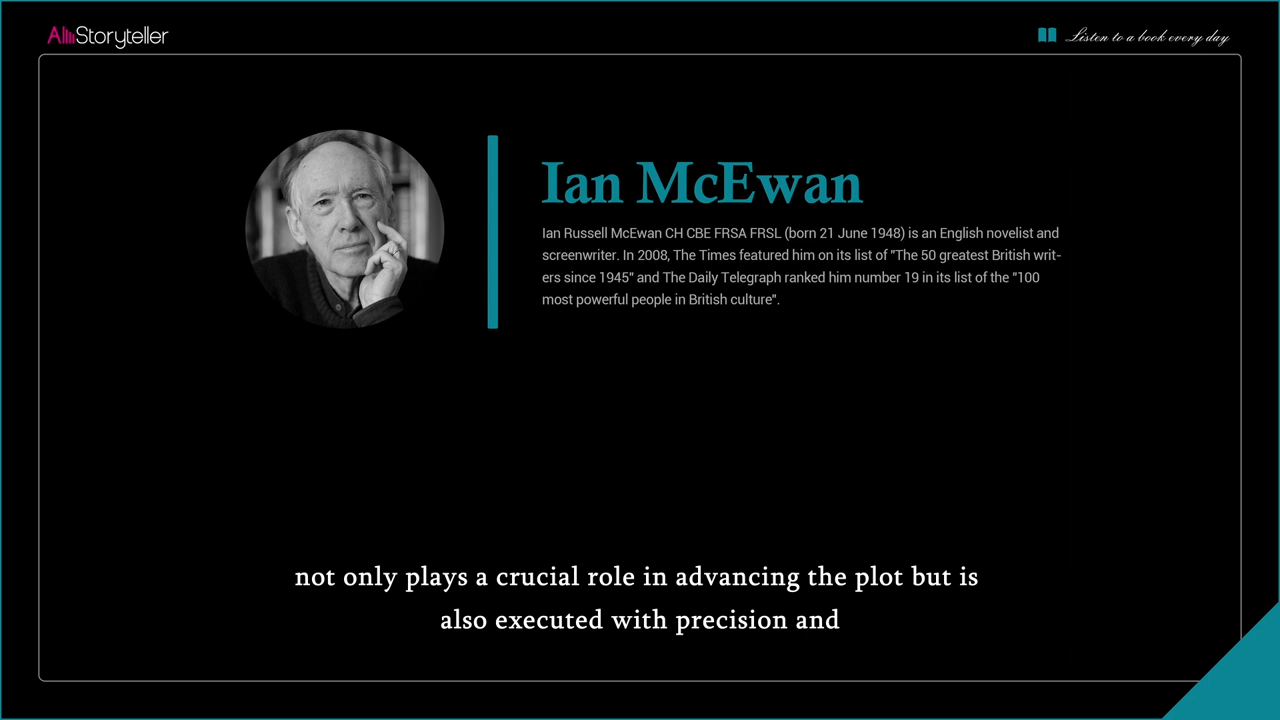 AllStoryteller
Listen to a book every day
Ian McEwan
Ian Russell McEwan CH CBE FRSA FRSL (born 21 June 1948) is an English novelist and
screenwriter. In 2008, The Times featured him on its list of "The 50 greatest British writ-
ers since 1945" and The Daily Telegraph ranked him number 19 in its list of the "100
most powerful people in British culture".
not only plays a crucial role in advancing the plot but is
also executed with precision and